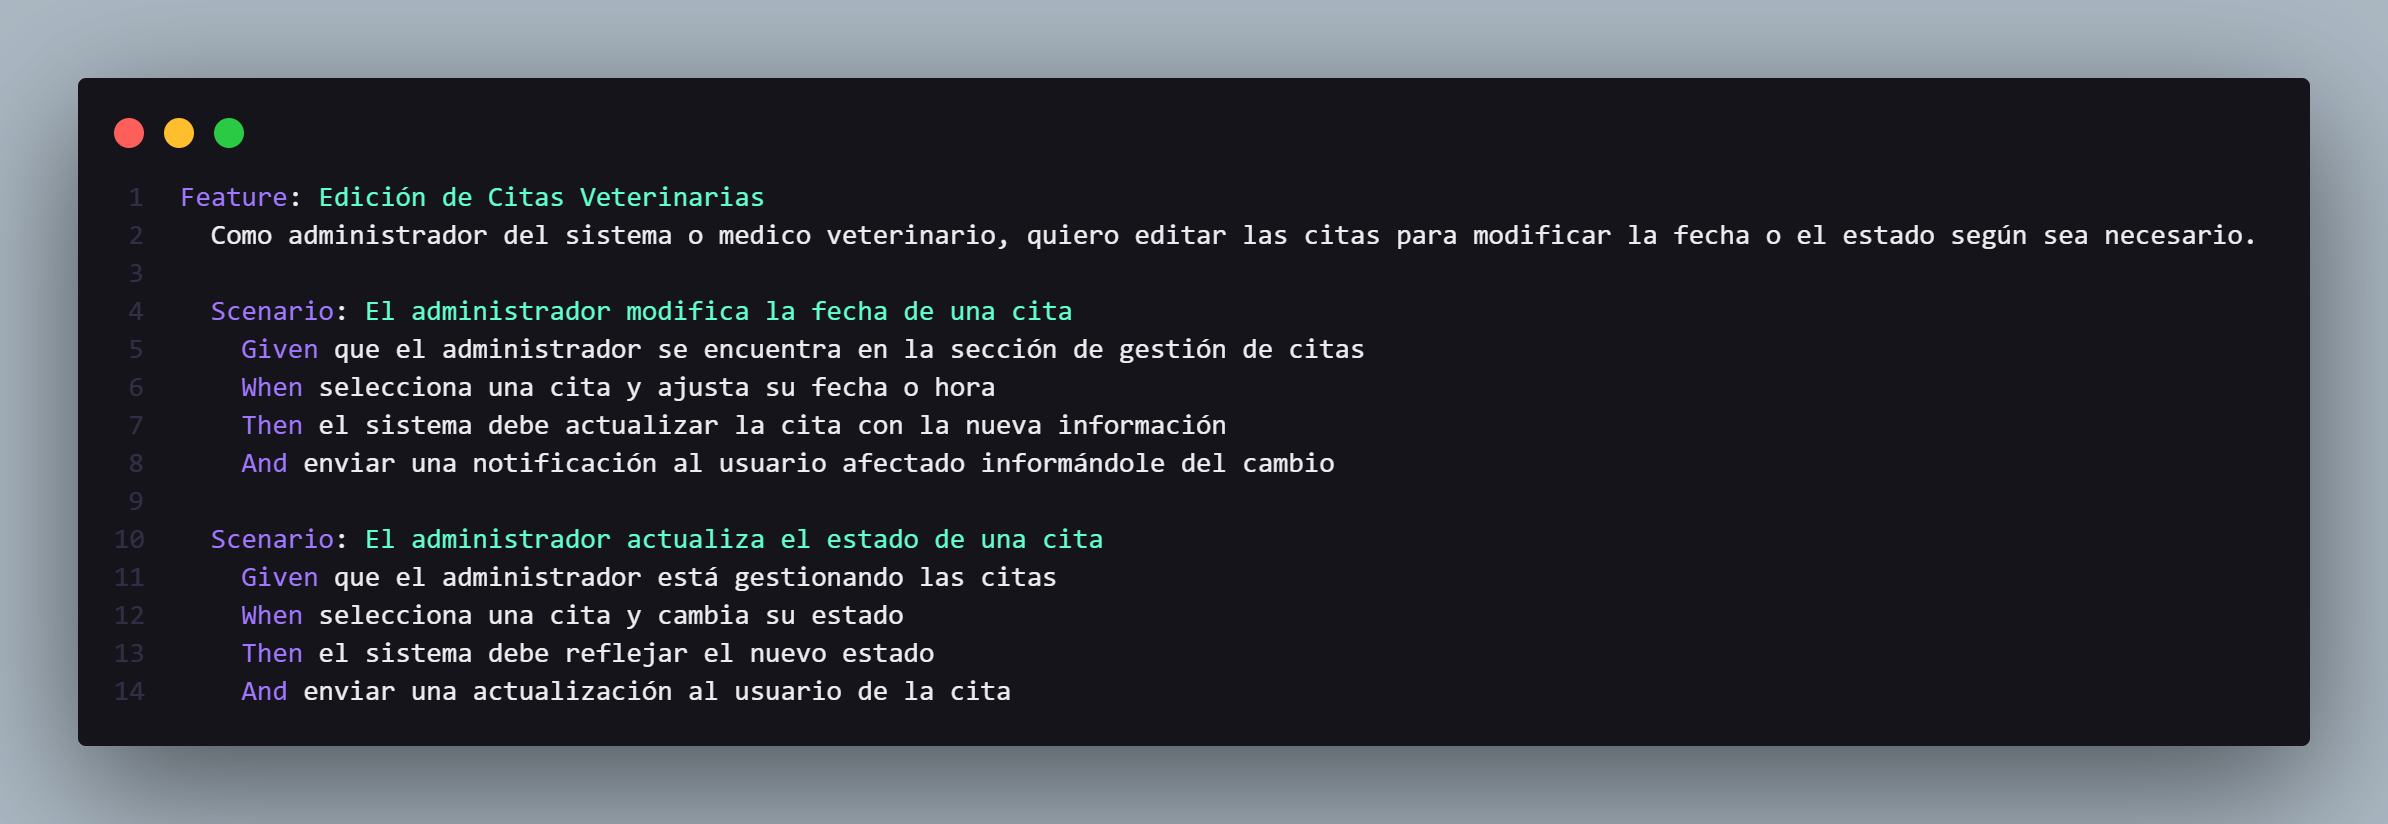 1 Feature: Edición de Citas Veterinarias
2 Como administrador del sistema o medico veterinario, quiero editar las citas para modificar la fecha o el estado según sea necesario.
3
4 Scenario: El administrador modifica la fecha de una cita
5 Given que el administrador se encuentra en la sección de gestión de citas
6 When selecciona una cita y ajusta su fecha o hora
7 Then el sistema debe actualizar la cita con la nueva información
8 And enviar una notificación al usuario afectado informándole del cambio
9
10 Scenario: El administrador actualiza el estado de una cita
11 Given que el administrador está gestionando las citas
12 When selecciona una cita y cambia su estado
13 Then el sistema debe reflejar el nuevo estado
14 And enviar una actualización al usuario de la cita